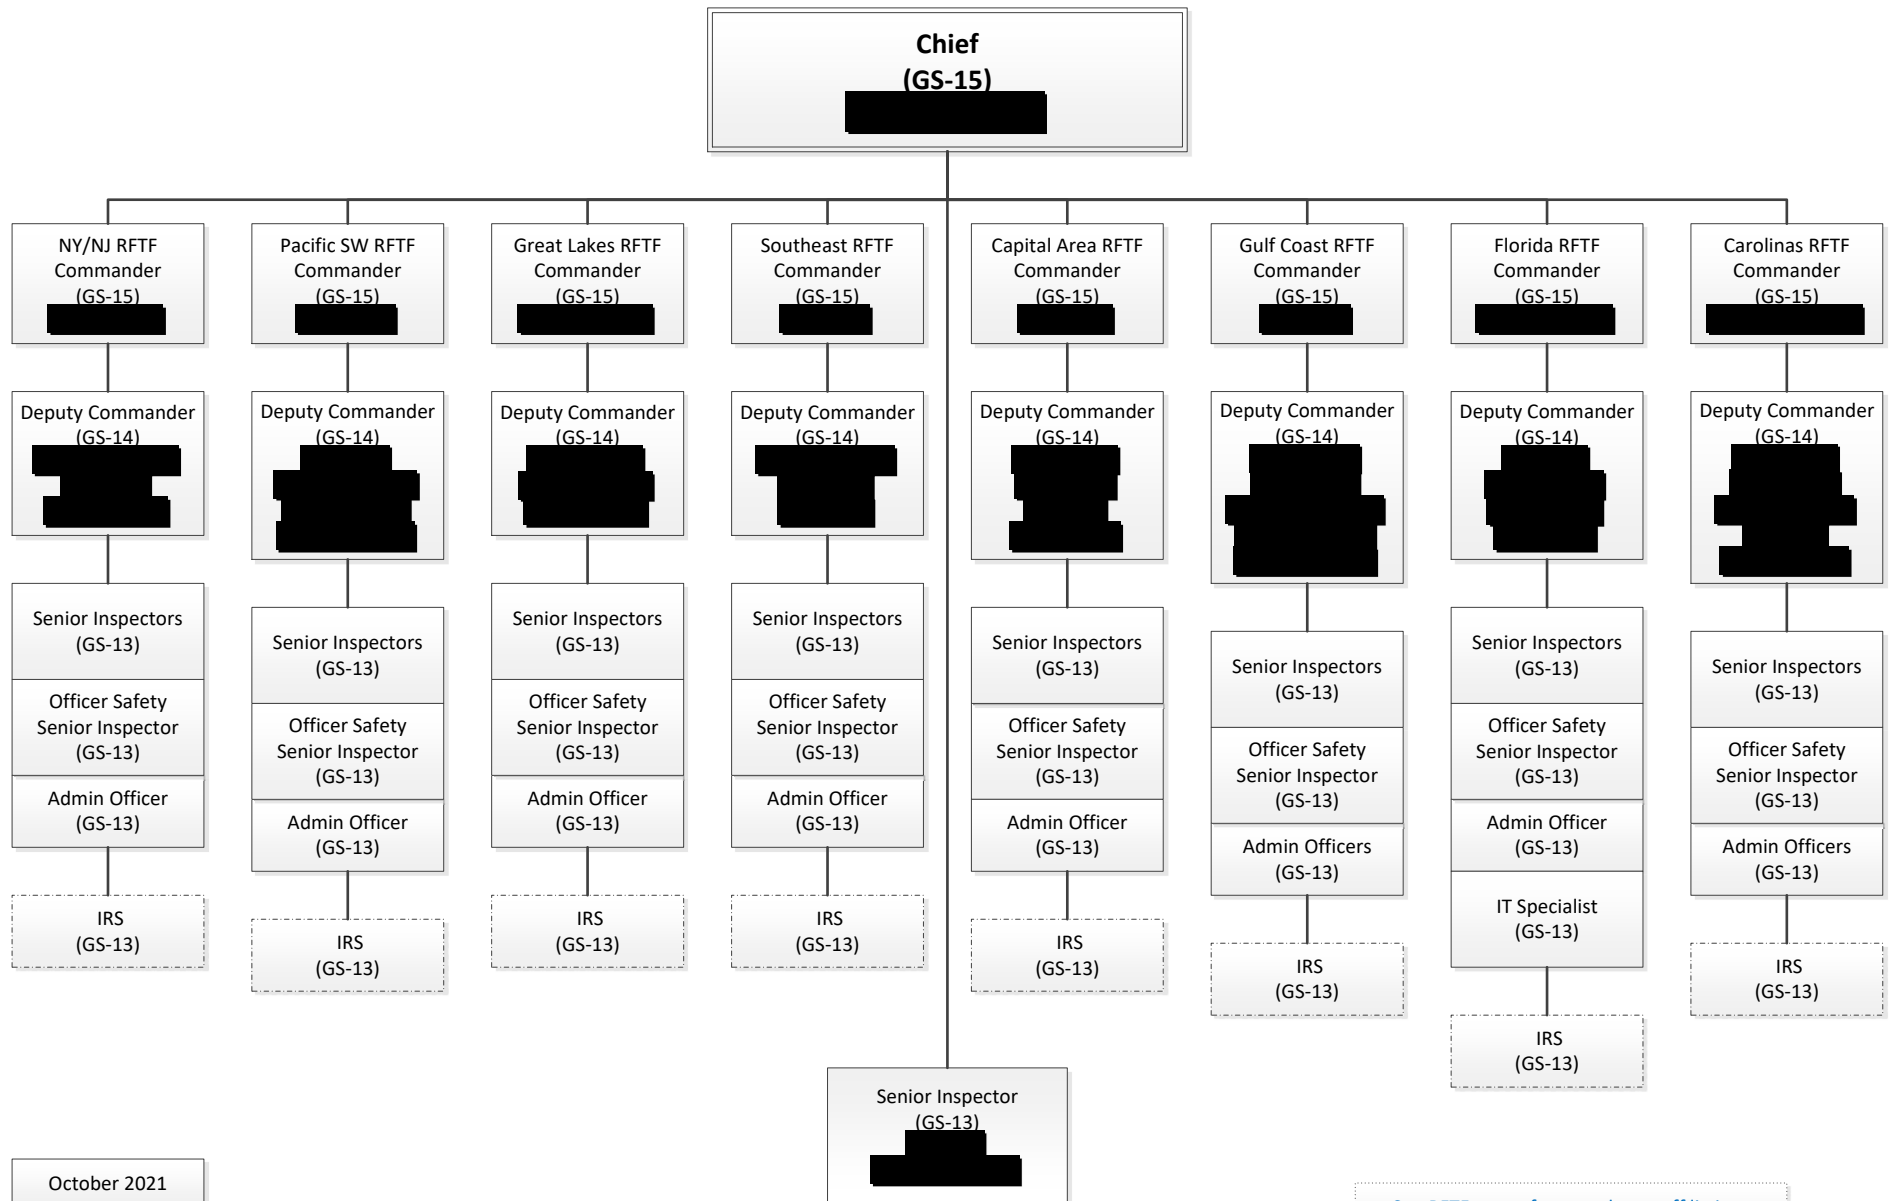 Chief
(GS-15)
NY/NJ RFTF
Commander
(GS-15)
Deputy Commander
(GS-14)
Senior Inspectors
(GS-13)
Officer Safety
Senior Inspector
(GS-13)
Admin Officer
(GS-13)
IRS
(GS-13)
Pacific SW RFTF
Commander
(GS-15)
Deputy Commander
(GS-14)
Senior Inspectors
(GS-13)
Officer Safety
Senior Inspector
(GS-13)
Admin Officer
(GS-13)
IRS
(GS-13)
Great Lakes RFTF
Commander
(GS-15)
Deputy Commander
(GS-14)
Senior Inspectors
(GS-13)
Officer Safety
Senior Inspector
(GS-13)
Admin Officer
(GS-13)
IRS
(GS-13)
Southeast RFTF
Commander
(GS-15)
Deputy Commander
(GS-14)
Senior Inspectors
(GS-13)
Officer Safety
Senior Inspector
(GS-13)
Admin Officer
(GS-13)
IRS
(GS-13)
Capital Area RFTF
Commander
(GS-15)
Deputy Commander
(GS-14)
Senior Inspectors
(GS-13)
Officer Safety
Senior Inspector
(GS-13)
Admin Officer
(GS-13)
IRS
(GS-13)
Gulf Coast RFTF
Commander
(GS-15)
Deputy Commander
(GS-14)
Senior Inspectors
(GS-13)
Officer Safety
Senior Inspector
(GS-13)
Admin Officers
(GS-13)
IRS
(GS-13)
Florida RFTF
Commander
(GS-15)
Deputy Commander
(GS-14)
Senior Inspectors
(GS-13)
Officer Safety
Senior Inspector
(GS-13)
Admin Officer
(GS-13)
IT Specialist
(GS-13)
IRS
(GS-13)
Carolinas RFTF
Commander
(GS-15)
Deputy Commander
(GS-14)
Senior Inspectors
(GS-13)
Officer Safety
Senior Inspector
(GS-13)
Admin Officers
(GS-13)
IRS
(GS-13)
Senior Inspector
(GS-13)
October 2021